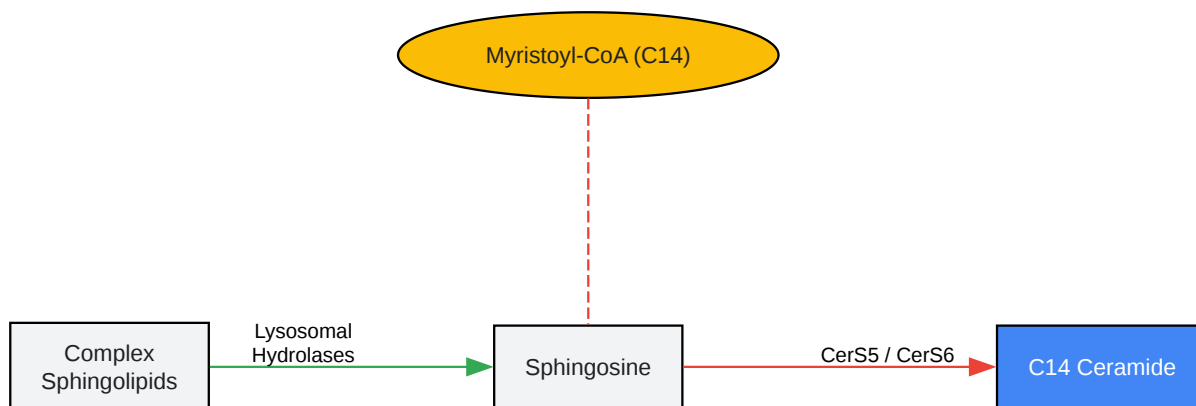 Myristoyl-CoA (C14)
Lysosomal
Hydrolases
Complex
Sphingolipids
Sphingosine
CerS5 / CerS6
C14 Ceramide